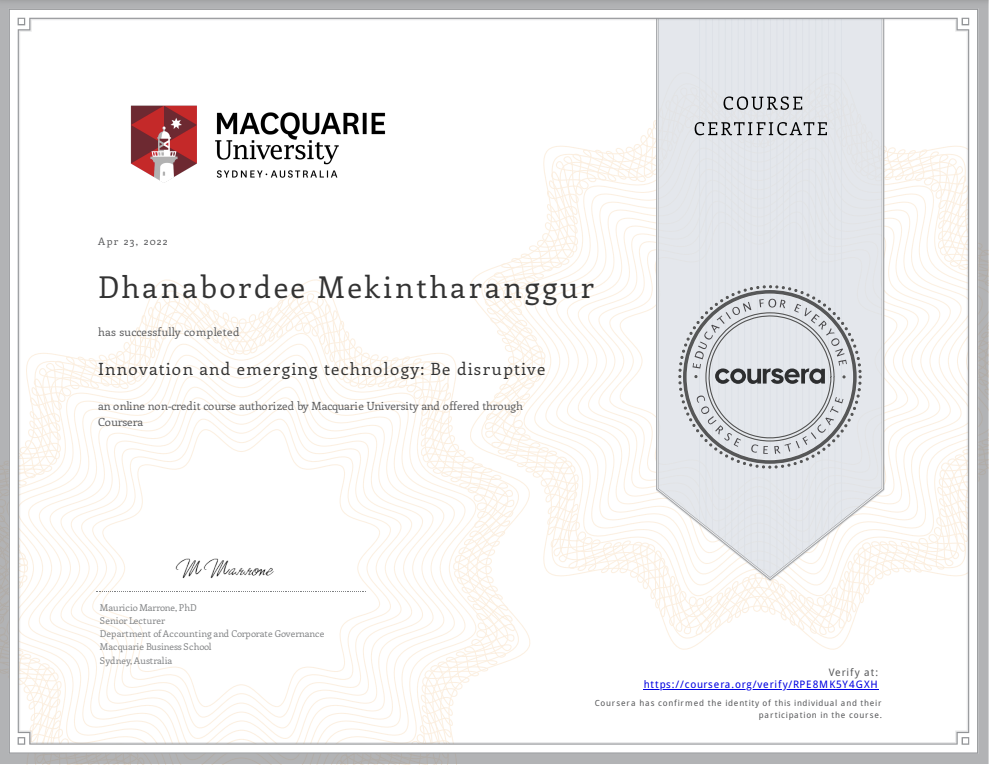 MACQUARIE
University
SYDNEY·AUSTRALIA
COURSE
CERTIFICATE
Apr 23, 2022
Dhanabordee Mekintharanggur
has successfully completed
Innovation and emerging technology: Be disruptive
an online non-credit course authorized by Macquarie University and offered through
Coursera
EDUCATION FOR EVERYONE
coursera
COURSE CERTIFICATE
M Marrone
Mauricio Marrone, PhD
Senior Lecturer
Department of Accounting and Corporate Governance
Macquarie Business School
Sydney, Australia
Verify at:
https://coursera.org/verify/RPE8MK5Y4GXH
Coursera has confirmed the identity of this individual and their
participation in the course.